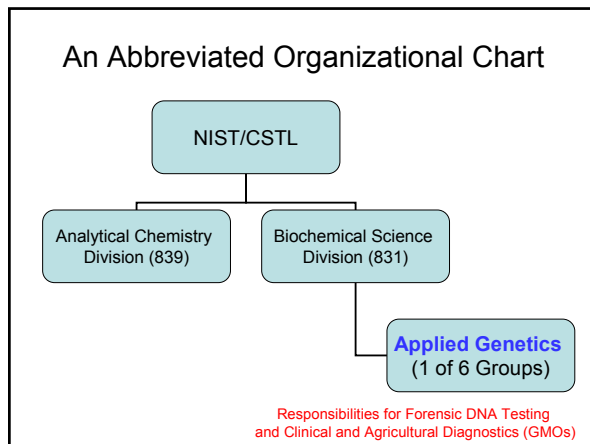 An Abbreviated Organizational Chart
NIST/CSTL
Analytical Chemistry
Division (839)
Biochemical Science
Division (831)
Applied Genetics
(1 of 6 Groups)
Responsibilities for Forensic DNA Testing
and Clinical and Agricultural Diagnostics (GMOs)